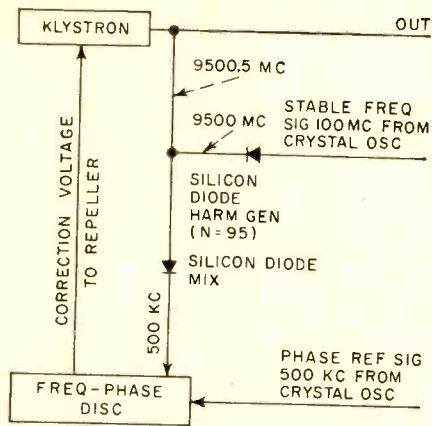 KLYSTRON
OUT
9500.5 MC
9500 MC
STABLE FREQ
SIG 100MC FROM
CRYSTAL OSC
SILICON
DIODE
HARM GEN
(N=95)
SILICON DIODE
MIX
CORRECTION VOLTAGE
TO REPELLER
500 KC
PHASE REF SIG
500 KC FROM
CRYSTAL OSC
FREQ-PHASE
DISC